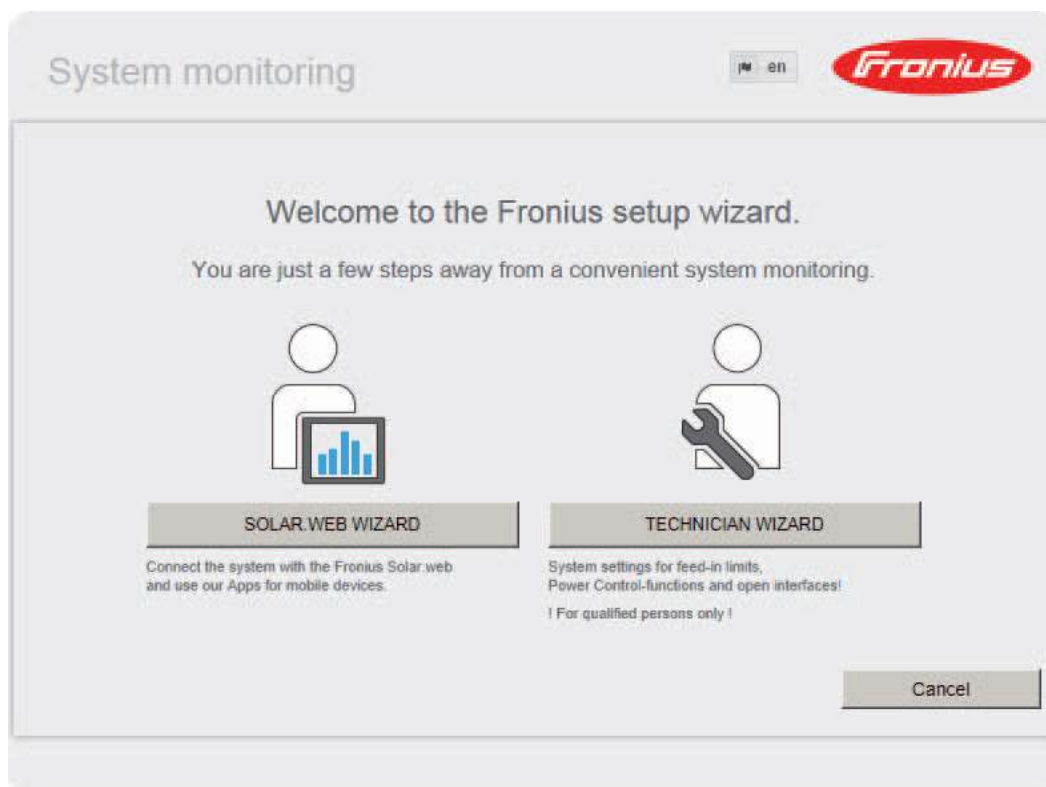 System monitoring
en
Fronius
Welcome to the Fronius setup wizard.
You are just a few steps away from a convenient system monitoring.
SOLAR.WEB WIZARD
TECHNICIAN WIZARD
Connect the system with the Fronius Solar.web
and use our Apps for mobile devices.
System settings for feed-in limits,
Power Control-functions and open interfaces!
! For qualified persons only !
Cancel